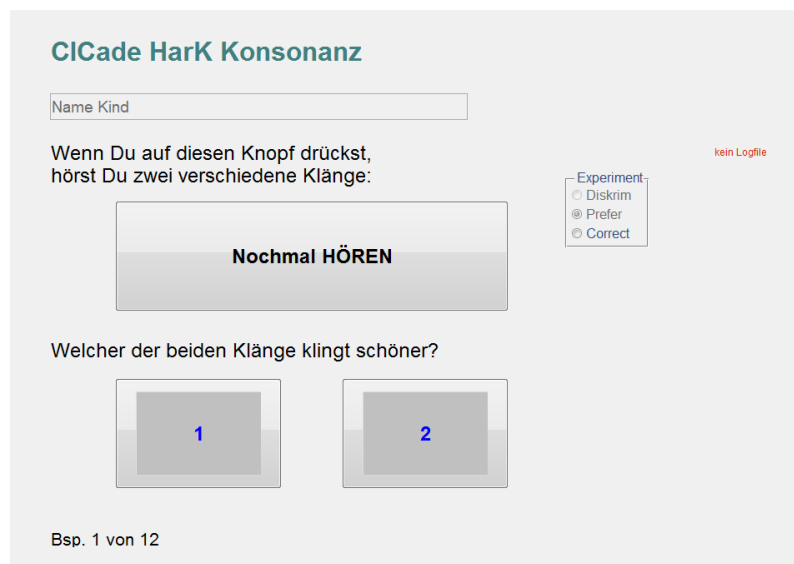 CICade HarK Konsonanz
Name Kind
Wenn Du auf diesen Knopf drückst,
hörst Du zwei verschiedene Klänge:
kein Logfile
Experiment
Diskrim
Prefer
Correct
Nochmal HÖREN
Welcher der beiden Klänge klingt schöner?
1
2
Bsp. 1 von 12